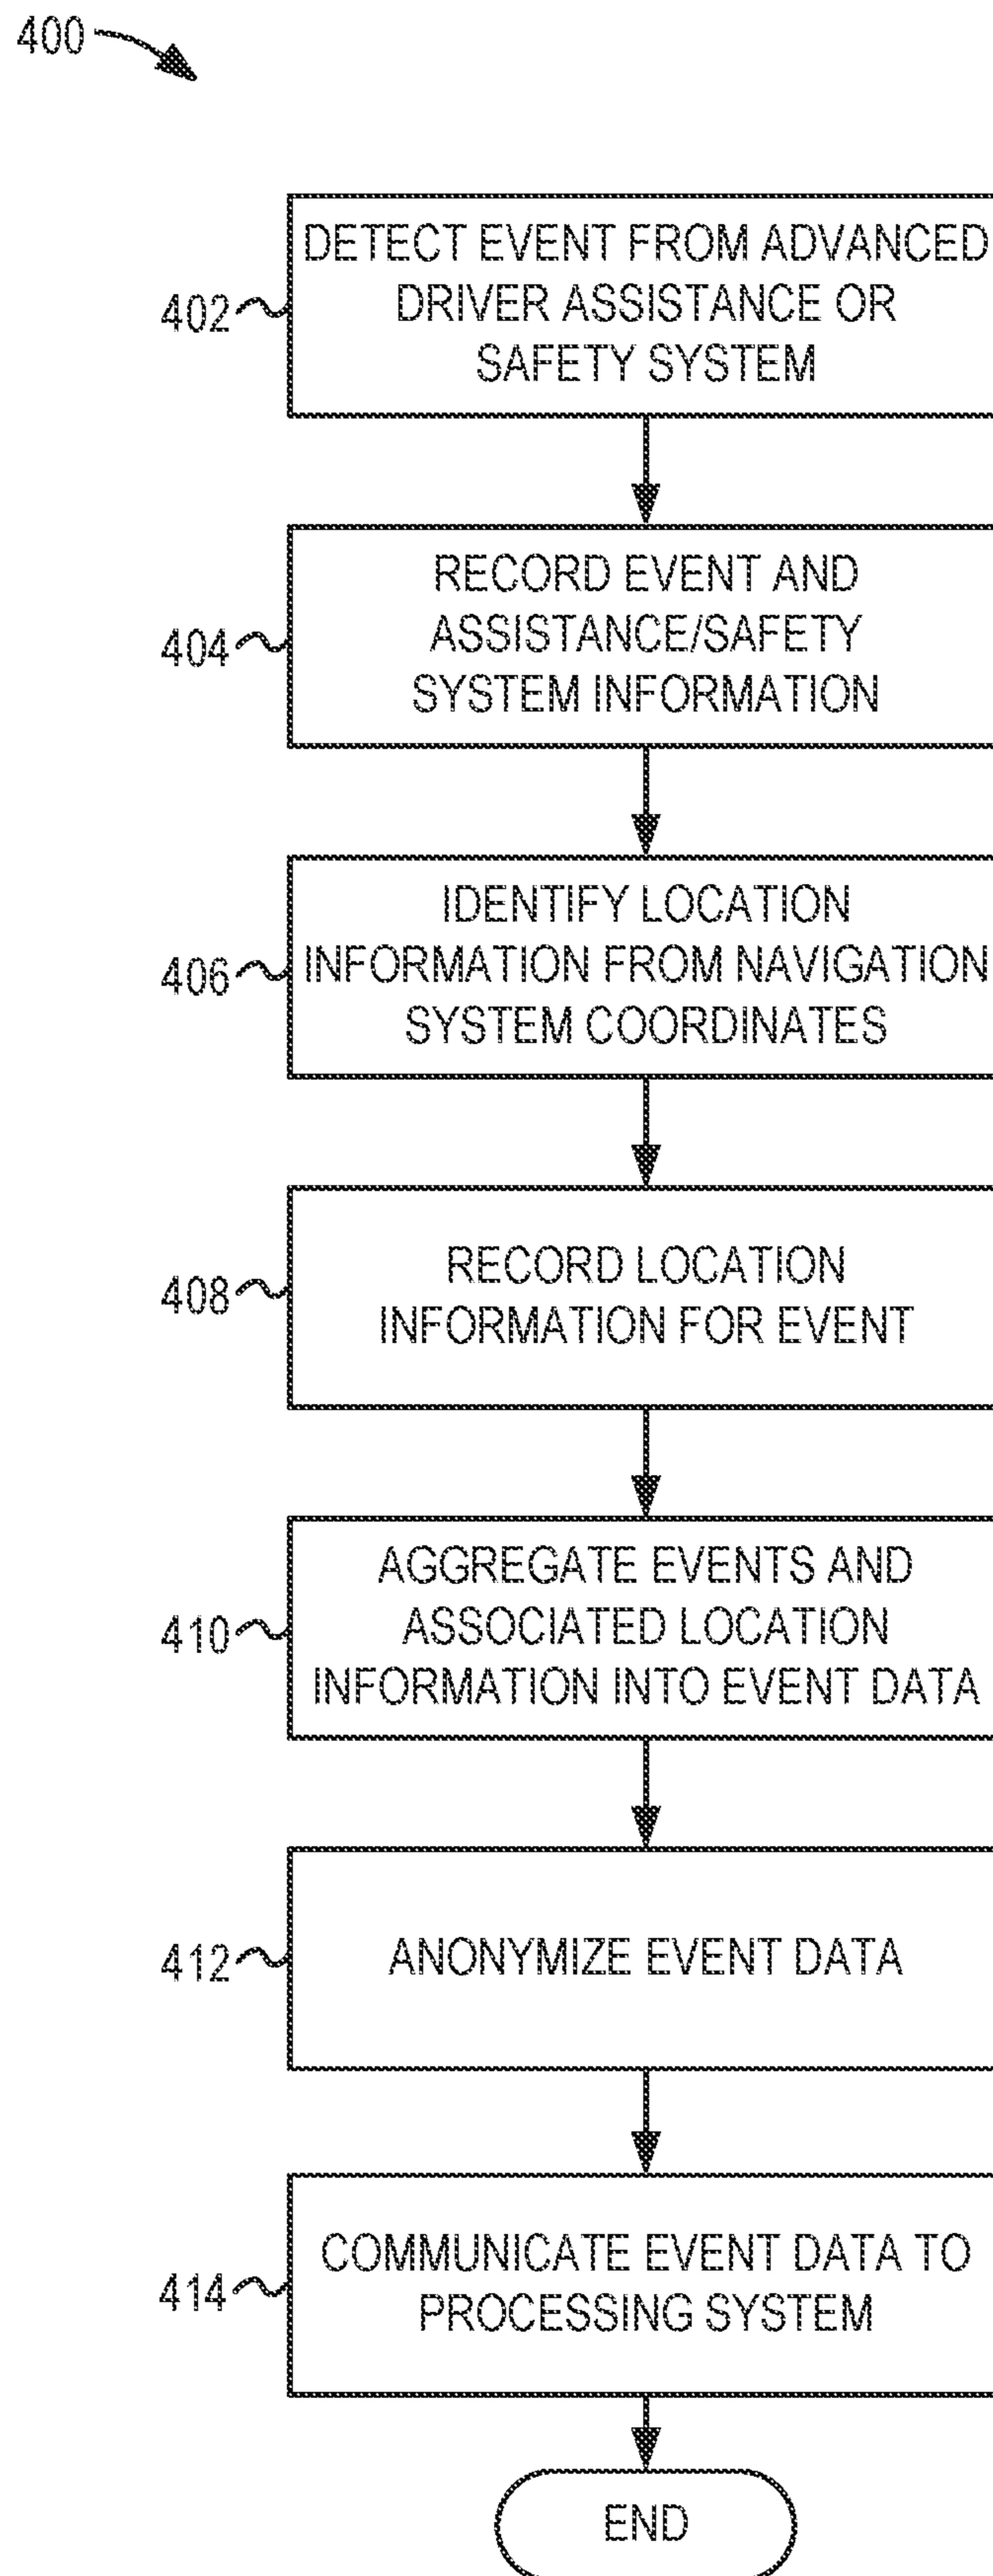 400
DETECT EVENT FROM ADVANCED
DRIVER ASSISTANCE OR
SAFETY SYSTEM
402
RECORD EVENT AND
ASSISTANCE/SAFETY
SYSTEM INFORMATION
404
IDENTIFY LOCATION
INFORMATION FROM NAVIGATION
SYSTEM COORDINATES
406
RECORD LOCATION
INFORMATION FOR EVENT
408
AGGREGATE EVENTS AND
ASSOCIATED LOCATION
INFORMATION INTO EVENT DATA
410
ANONYMIZE EVENT DATA
412
COMMUNICATE EVENT DATA TO
PROCESSING SYSTEM
414
END